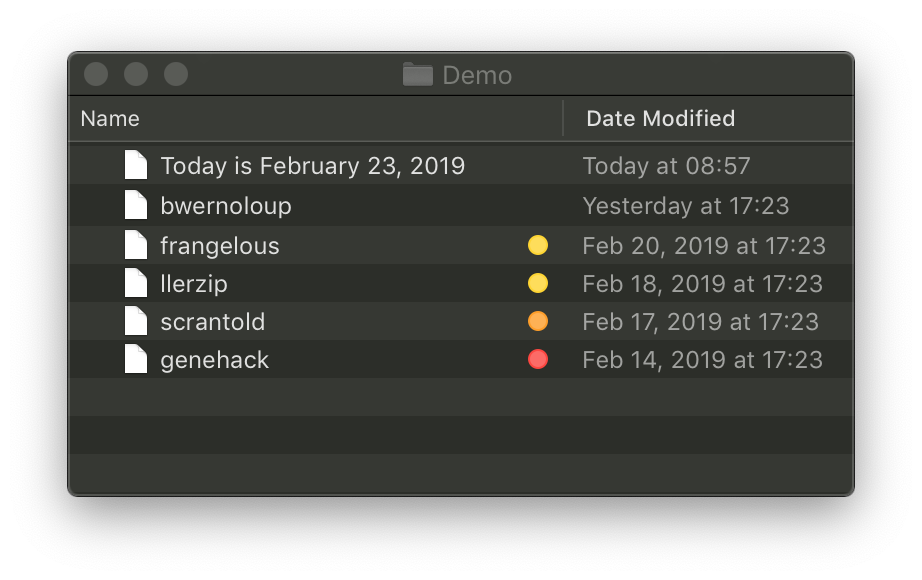 Demo
Name Date Modified
Today is February 23, 2019 Today at 08:57
bwernoloup Yesterday at 17:23
frangelous Feb 20, 2019 at 17:23
llerzip Feb 18, 2019 at 17:23
scrantold Feb 17, 2019 at 17:23
genehack Feb 14, 2019 at 17:23